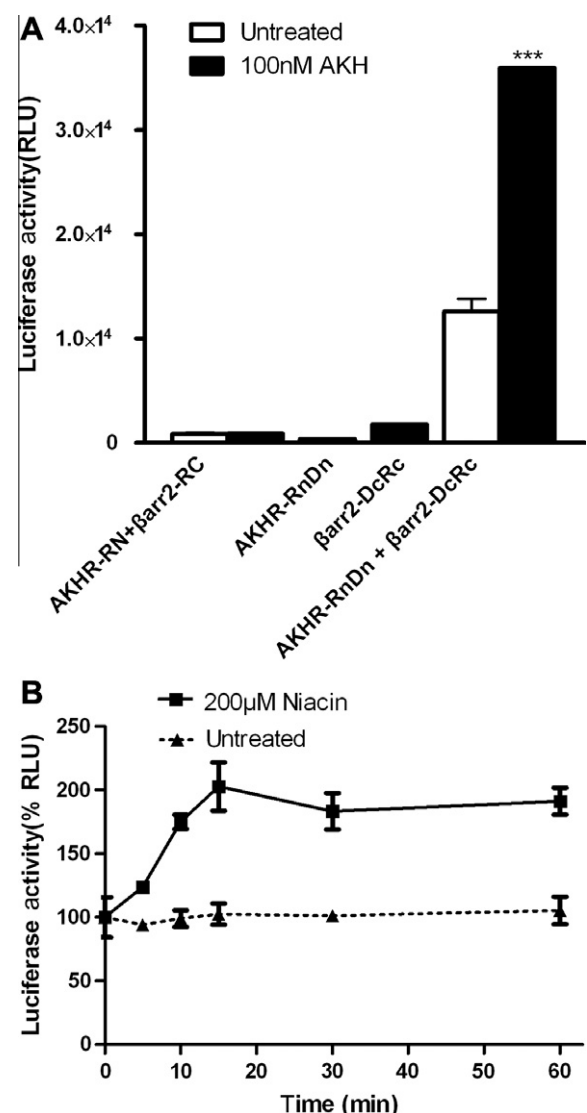 A
Untreated
100nM AKH
***
Luciferase activity(RLU)
4.0×1⁴
3.0×1⁴
2.0×1⁴
1.0×1⁴
0
AKHR-RN+βarr2-RC
AKHR-RnDn
βarr2-DcRc
AKHR-RnDn + βarr2-DcRc
B
200µM Niacin
Untreated
Luciferase activity(% RLU)
250
200
150
100
50
0
0 10 20 30 40 50 60
Time (min)